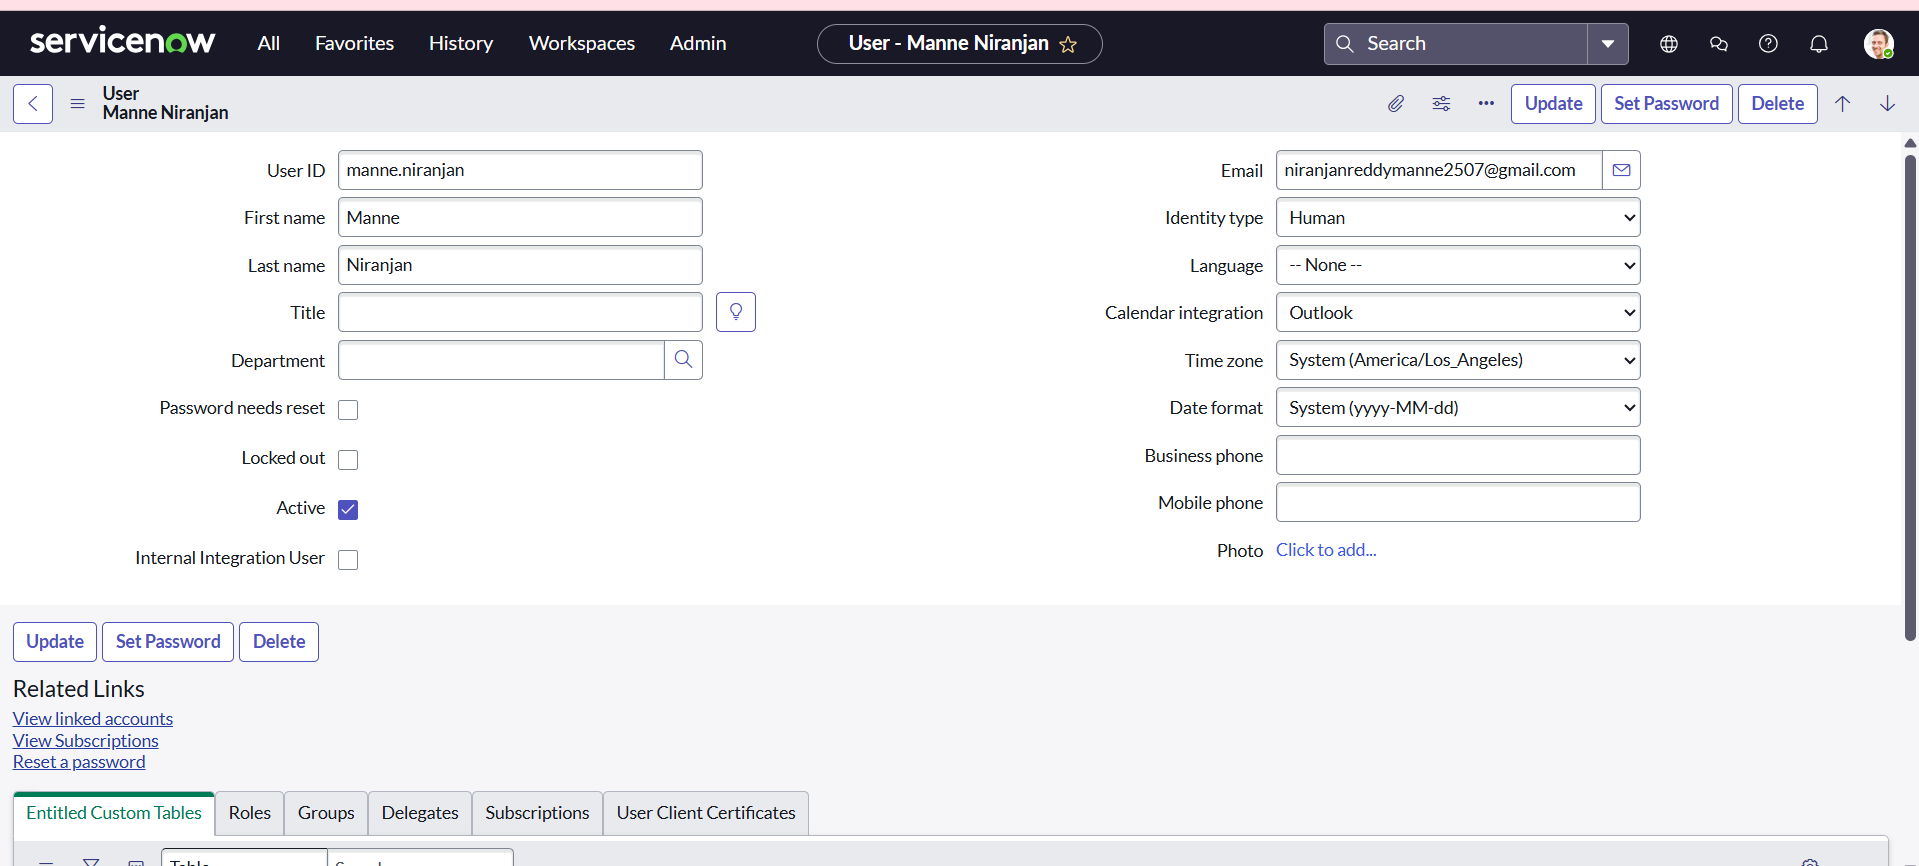 servicenow All Favorites History Workspaces Admin User - Manne Niranjan Search
User
Manne Niranjan
Update Set Password Delete
User ID manne.niranjan
First name Manne
Last name Niranjan
Title
Department
Password needs reset
Locked out
Active
Internal Integration User
Email niranjanreddymanne2507@gmail.com
Identity type Human
Language -- None --
Calendar integration Outlook
Time zone System (America/Los_Angeles)
Date format System (yyyy-MM-dd)
Business phone
Mobile phone
Photo Click to add...
Update Set Password Delete
Related Links
View linked accounts
View Subscriptions
Reset a password
Entitled Custom Tables Roles Groups Delegates Subscriptions User Client Certificates